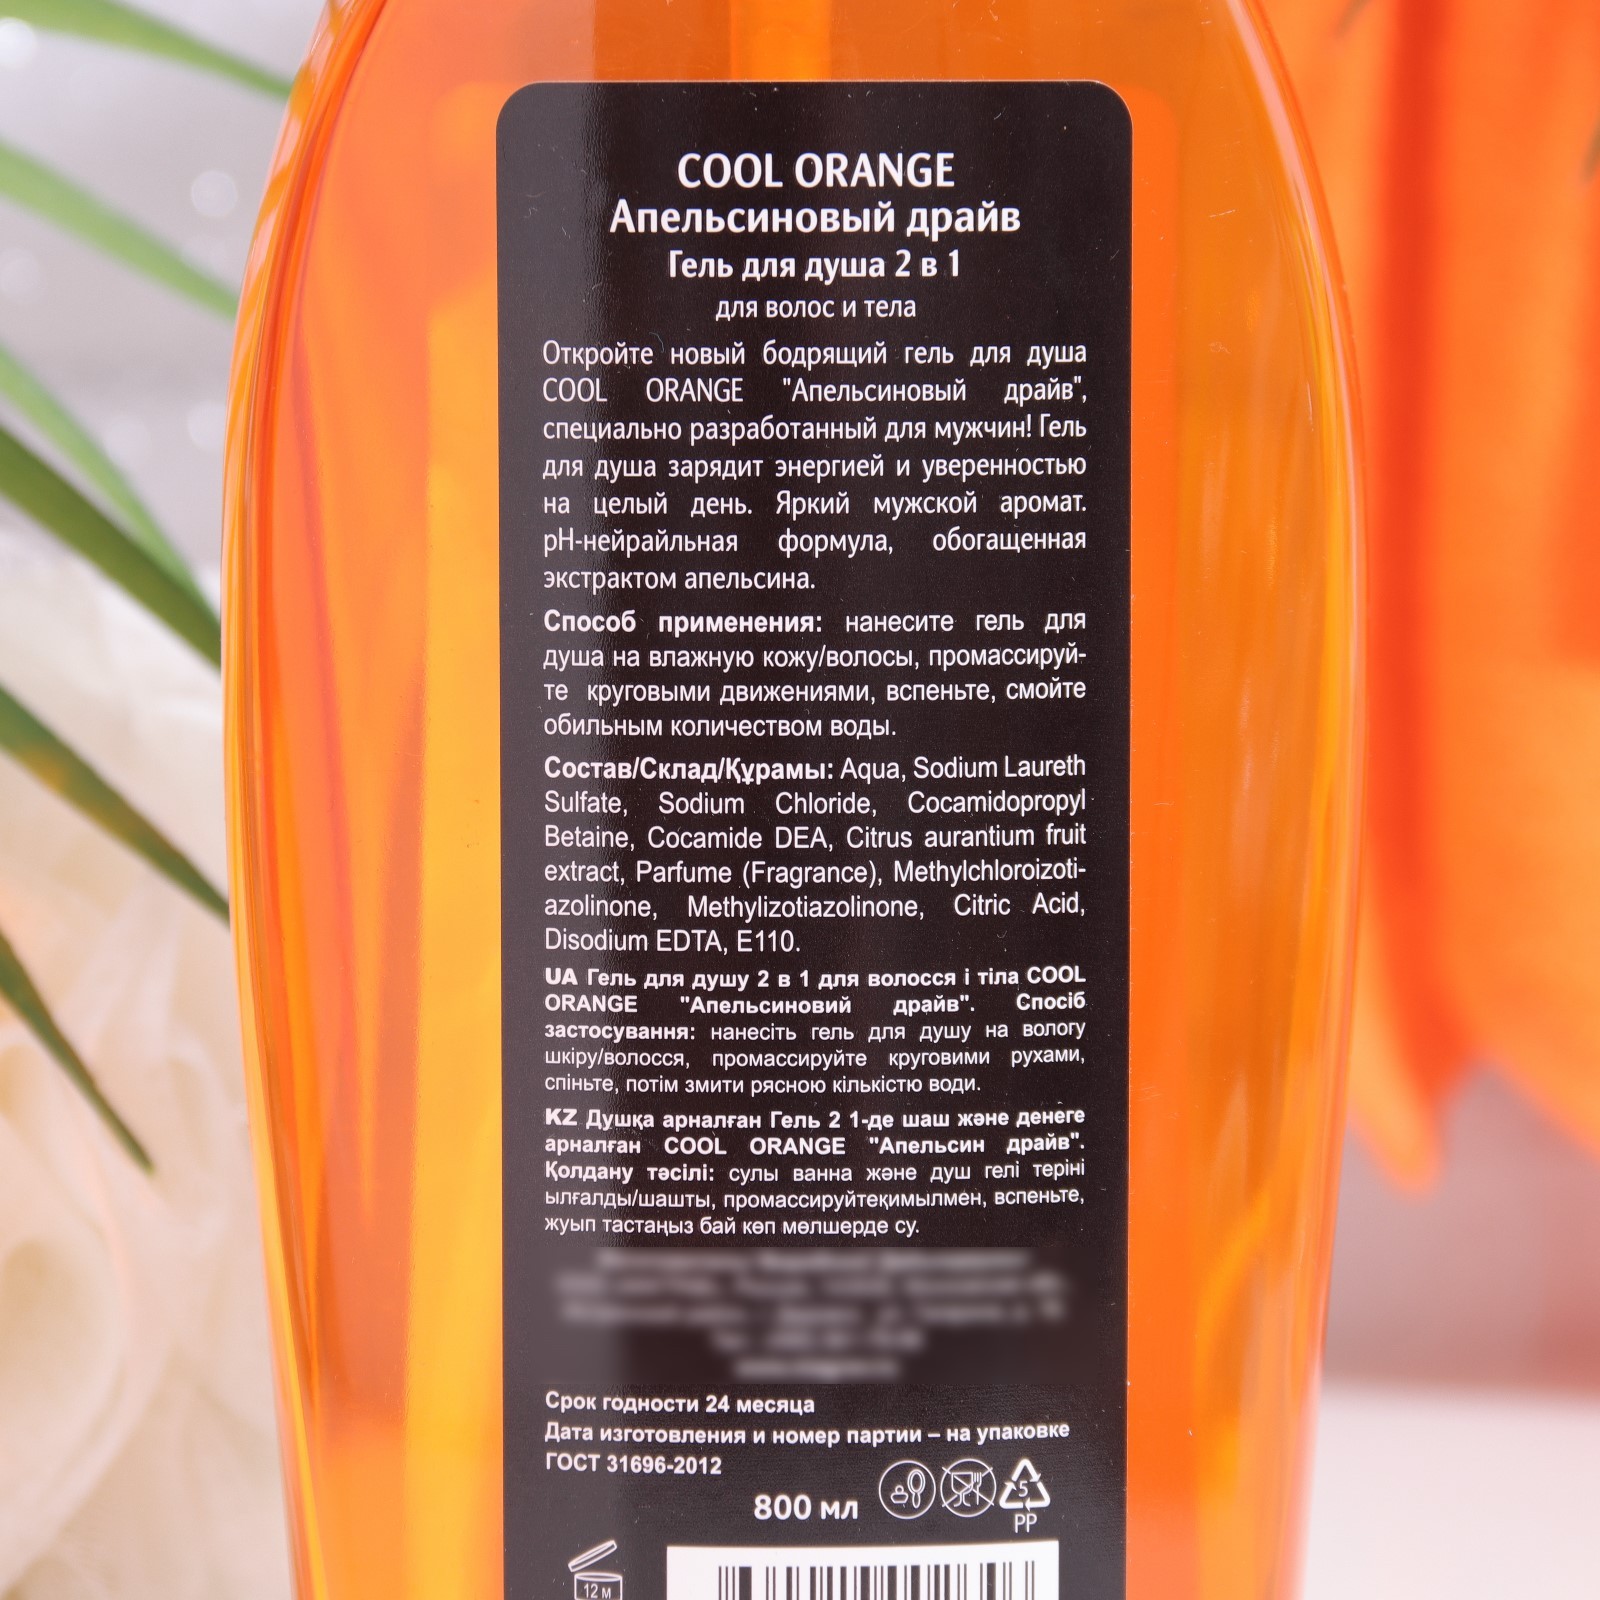 COOL ORANGE
Апельсиновый драйв
Гель для душа 2 в 1
для волос и тела
Откройте новый бодрящий гель для душа
COOL ORANGE "Апельсиновый драйв",
специально разработанный для мужчин! Гель
для душа зарядит энергией и уверенностью
на целый день. Яркий мужской аромат.
pH-нейрайльная формула, обогащенная
экстрактом апельсина.
Способ применения: нанесите гель для
душа на влажную кожу/волосы, промассируй-
те круговыми движениями, вспеньте, смойте
обильным количеством воды.
Состав/Склад/Құрамы: Aqua, Sodium Laureth
Sulfate, Sodium Chloride, Cocamidopropyl
Betaine, Cocamide DEA, Citrus aurantium fruit
extract, Parfume (Fragrance), Methylchloroizoti-
azolinone, Methylizotiazolinone, Citric Acid,
Disodium EDTA, E110.
UA Гель для душу 2 в 1 для волосся і тіла COOL
ORANGE "Апельсиновий драйв". Спосіб
застосування: нанесіть гель для душу на вологу
шкіру/волосся, промассируйте круговими рухами,
спіньте, потім змити рясною кількістю води.
KZ Душқа арналған Гель 2 1-де шаш және денеге
арналған COOL ORANGE "Апельсин драйв".
Қолдану тәсілі: сулы ванна және душ гелі теріні
ылғалды/шашты, промассируйтеқимылмен, вспеньте,
жуып тастаңыз бай көп мөлшерде су.
Срок годности 24 месяца
Дата изготовления и номер партии – на упаковке
ГОСТ 31696-2012
800 мл
5
PP
12 м